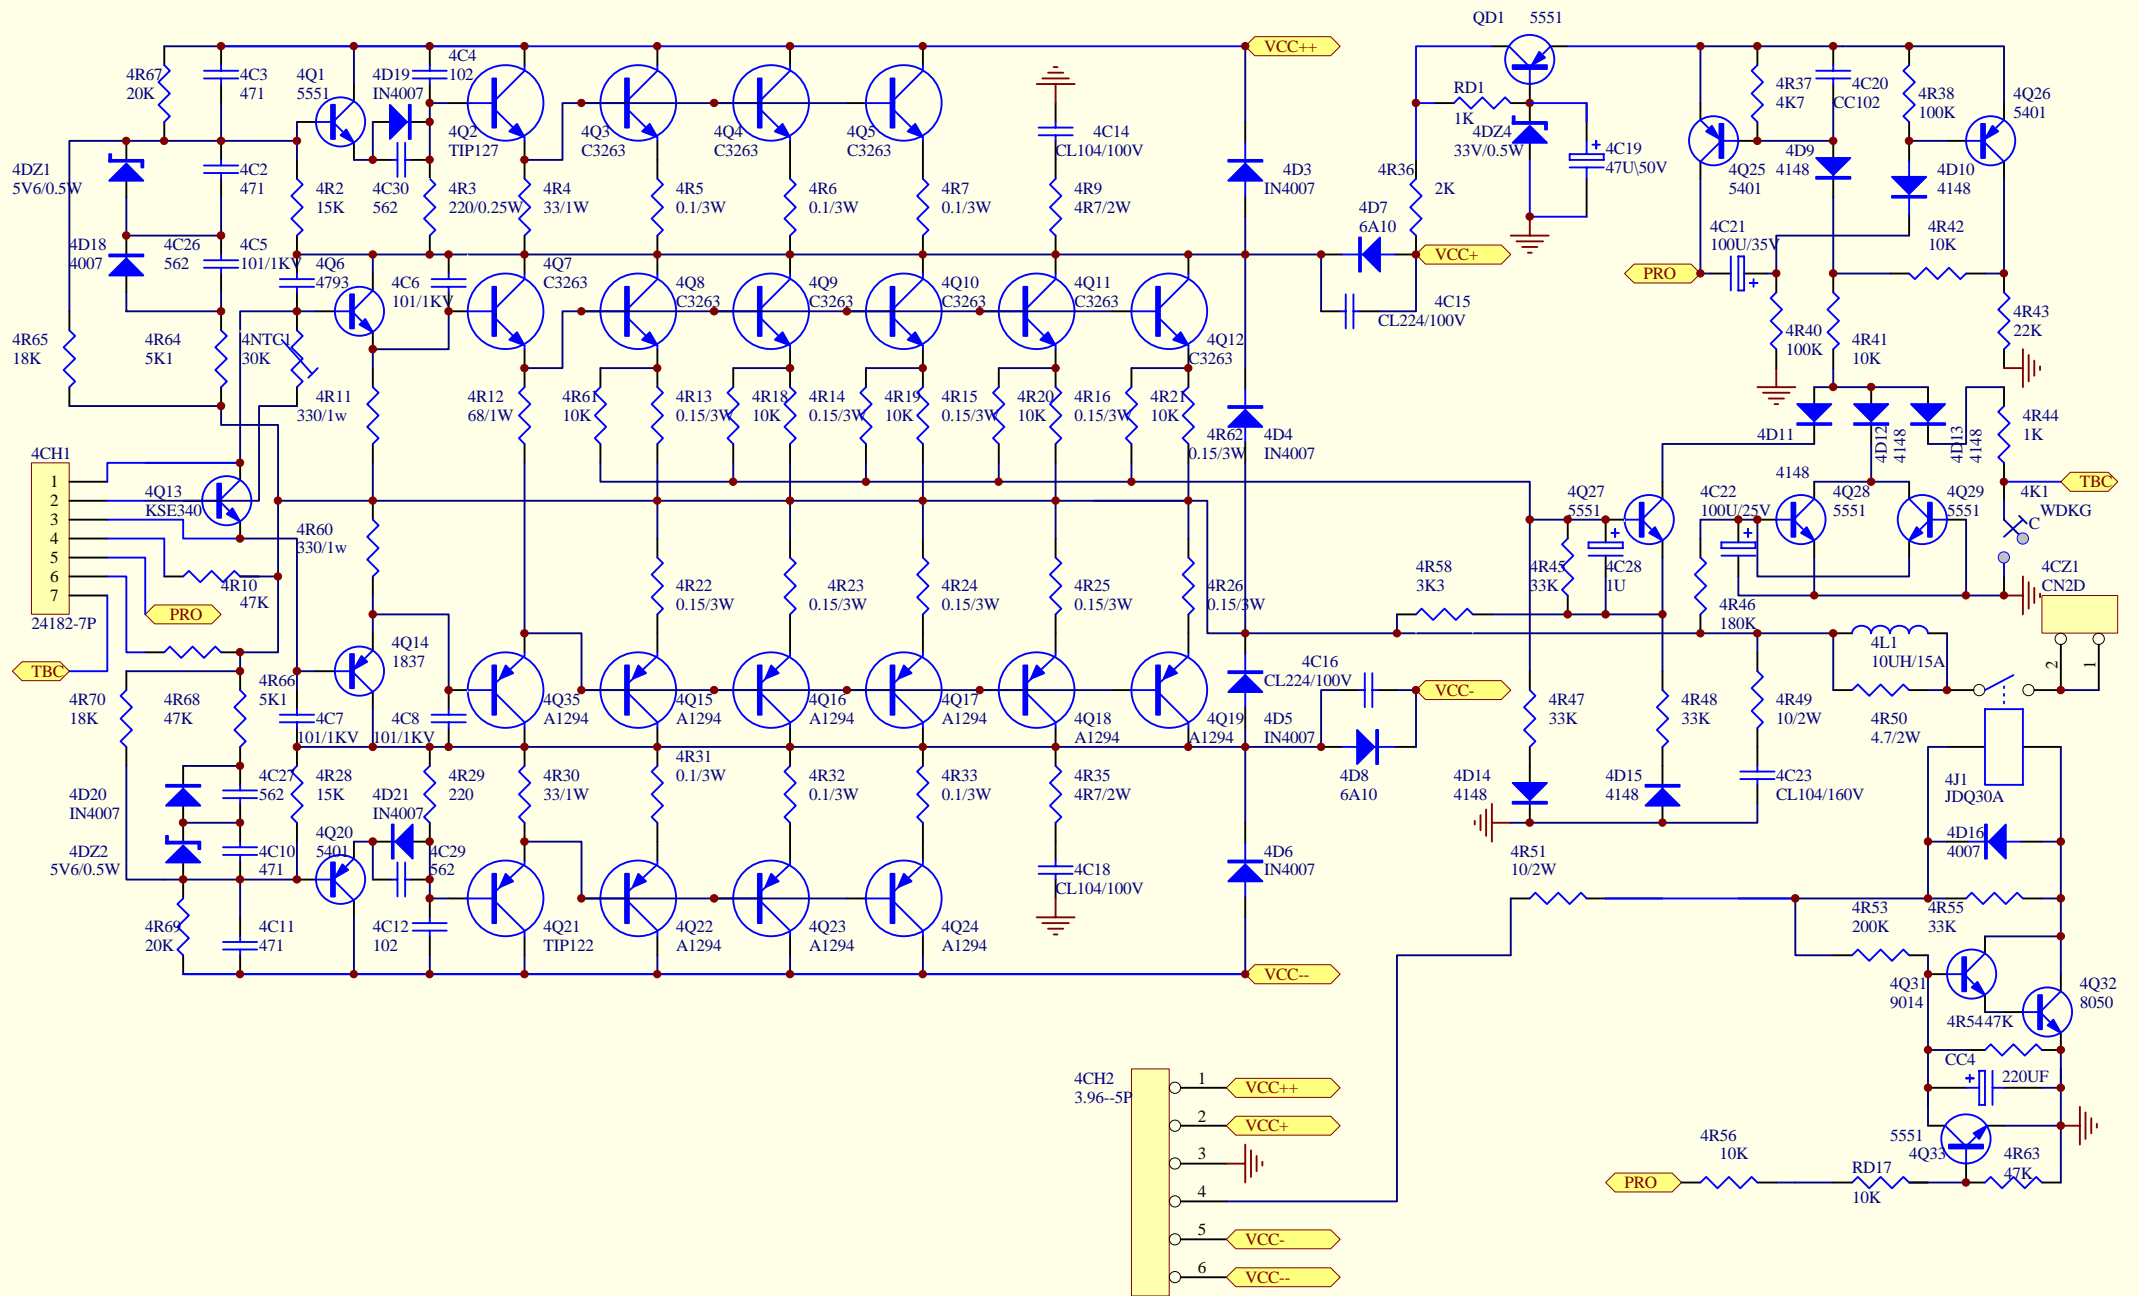 QD1 5551
VCC++
4R67
20K
4C3
471
4Q1
5551
4D19
IN4007
4C4
102
4Q2
TIP127
4Q3
C3263
4Q4
C3263
4Q5
C3263
4C14
CL104/100V
RD1
1K
4DZ4
33V/0.5W
4C19
47U\50V
4R37
4K7
4C20
CC102
4R38
100K
4Q26
5401
4DZ1
5V6/0.5W
4C2
471
4R2
15K
4C30
562
4R3
220/0.25W
4R4
33/1W
4R5
0.1/3W
4R6
0.1/3W
4R7
0.1/3W
4R9
4R7/2W
4D3
IN4007
4R36
2K
4Q25
5401
4D9
4148
4D10
4148
4D7
6A10
4C21
100U/35V
4R42
10K
4D18
4007
4C26
562
4C5
101/1KV
4Q6
4793
4C6
101/1KV
4Q7
C3263
4Q8
C3263
4Q9
C3263
4Q10
C3263
4Q11
C3263
VCC+
PRO
4C15
CL224/100V
4R65
18K
4R64
5K1
4NTC1
30K
4Q12
C3263
4R40
100K
4R41
10K
4R43
22K
4R11
330/1w
4R12
68/1W
4R61
10K
4R13
0.15/3W
4R18
10K
4R14
0.15/3W
4R19
10K
4R15
0.15/3W
4R20
10K
4R16
0.15/3W
4R21
10K
4R62
0.15/3W
4D4
IN4007
4D11
4148
4D12
4148
4D13
4148
4R44
1K
4CH1
1
2
3
4
5
6
7
24182-7P
4Q13
KSE340
4R60
330/1w
4Q27
5551
4C22
100U/25V
4Q28
5551
4Q29
5551
TBC
4K1
WDKG
C
4R10
47K
PRO
4R22
0.15/3W
4R23
0.15/3W
4R24
0.15/3W
4R25
0.15/3W
4R26
0.15/3W
4R58
3K3
4R45
33K
4C28
1U
4R46
180K
4CZ1
CN2D
2
1
TBC
4R66
5K1
4Q14
1837
4C16
CL224/100V
VCC-
4L1
10UH/15A
4R70
18K
4R68
47K
4C7
101/1KV
4C8
101/1KV
4Q35
A1294
4Q15
A1294
4Q16
A1294
4Q17
A1294
4Q18
A1294
4Q19
A1294
4D5
IN4007
4R47
33K
4R48
33K
4R49
10/2W
4R50
4.7/2W
4D20
IN4007
4C27
562
4R28
15K
4D21
IN4007
4R29
220
4R30
33/1W
4R31
0.1/3W
4R32
0.1/3W
4R33
0.1/3W
4R35
4R7/2W
4D8
6A10
4D14
4148
4D15
4148
4C23
CL104/160V
4J1
JDQ30A
4DZ2
5V6/0.5W
4C10
471
4Q20
5401
4C29
562
4C18
CL104/100V
4D6
IN4007
4R51
10/2W
4D16
4007
4R69
20K
4C11
471
4C12
102
4Q21
TIP122
4Q22
A1294
4Q23
A1294
4Q24
A1294
4R53
200K
4R55
33K
VCC--
4Q31
9014
4Q32
8050
4R54 47K
CC4
220UF
4CH2
3.96--5P
1 VCC++
2 VCC+
3
4
5 VCC-
6 VCC--
4R56
10K
5551
4Q33
RD17
10K
4R63
47K
PRO